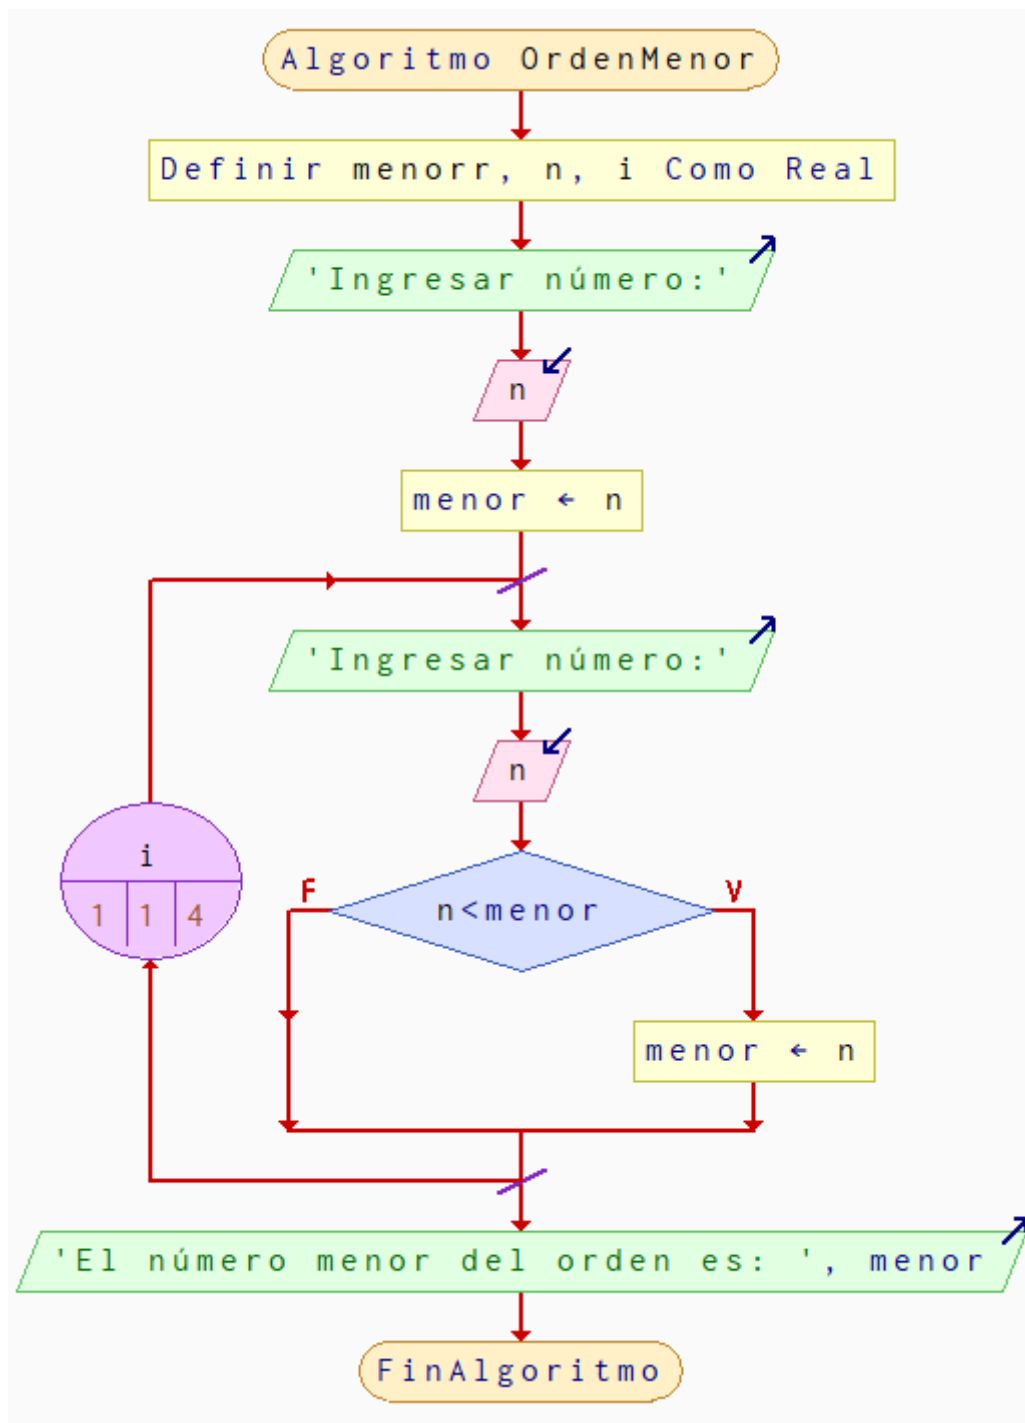 Algoritmo OrdenMenor
Definir menorr, n, i Como Real
'Ingresar número:'
n
menor ← n
'Ingresar número:'
n
i
1 1 4
F
n<menor
V
menor ← n
'El número menor del orden es: ', menor
FinAlgoritmo